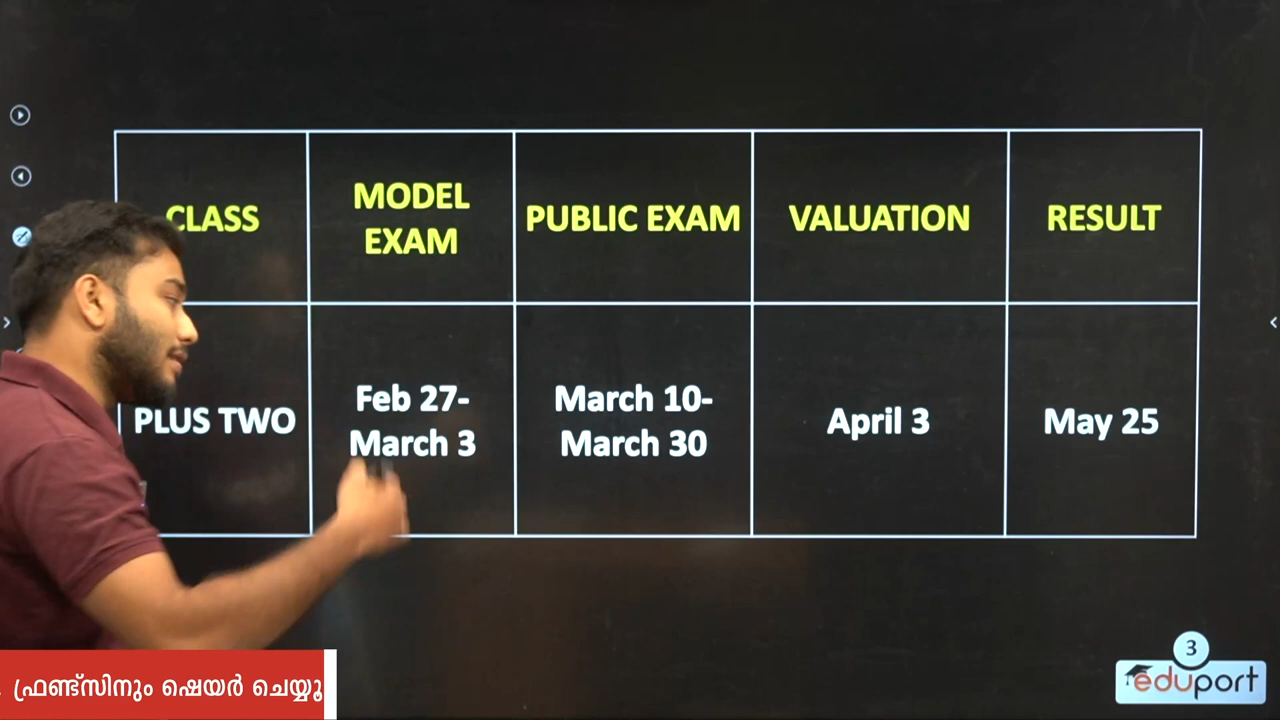 CLASS
MODEL
EXAM
PUBLIC EXAM
VALUATION
RESULT
PLUS TWO
Feb 27-
March 3
March 10-
March 30
April 3
May 25
3
eduport
ഫ്രണ്ട്സിനും ഷെയർ ചെയ്യൂ